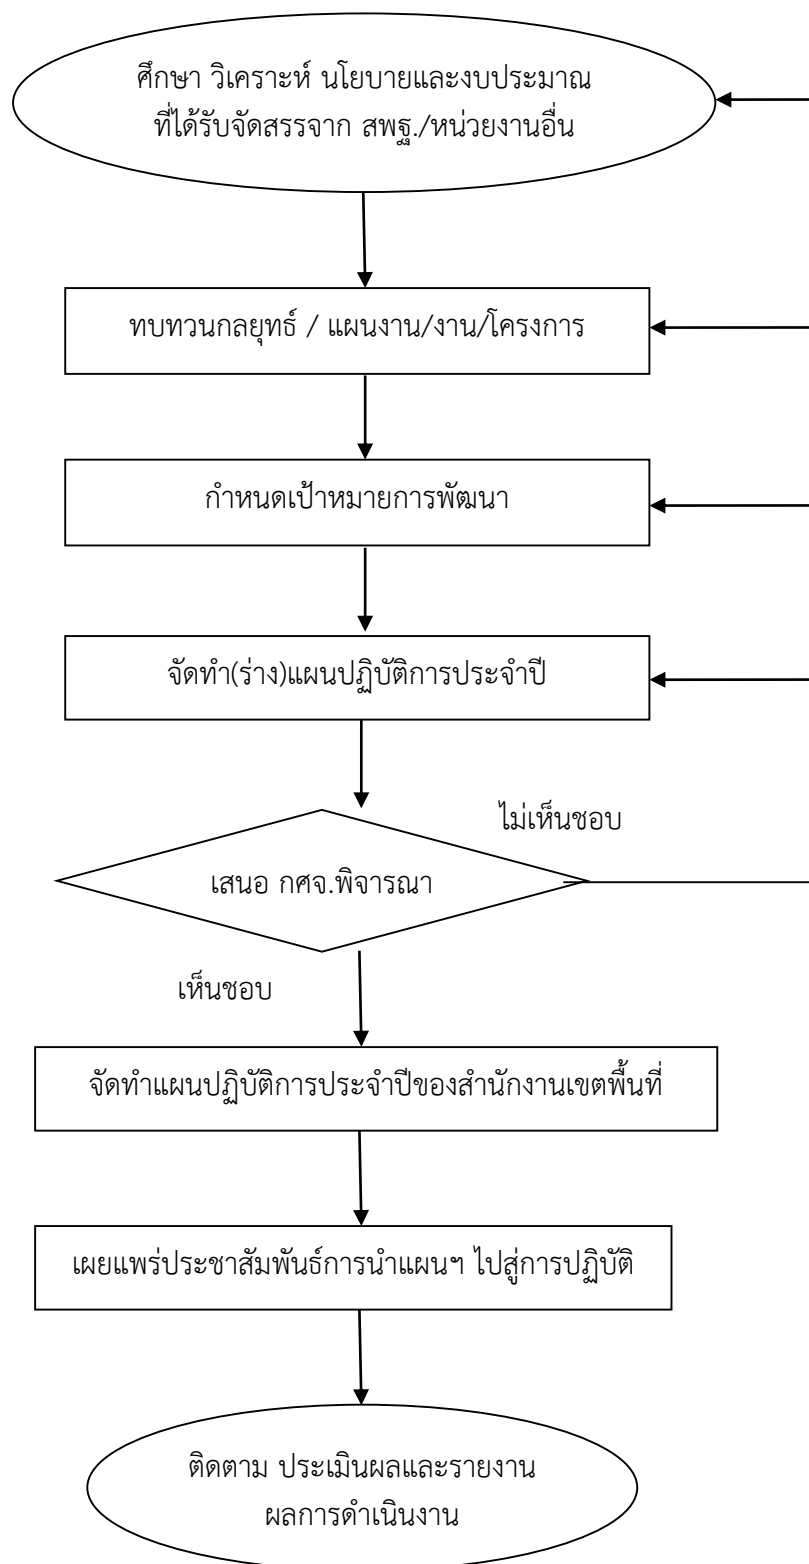 ศึกษา วิเคราะห์ นโยบายและงบประมาณ
ที่ได้รับจัดสรรจาก สพฐ./หน่วยงานอื่น
ทบทวนกลยุทธ์ / แผนงาน/งาน/โครงการ
กำหนดเป้าหมายการพัฒนา
จัดทำ(ร่าง)แผนปฏิบัติการประจำปี
ไม่เห็นชอบ
เสนอ กศจ.พิจารณา
เห็นชอบ
จัดทำแผนปฏิบัติการประจำปีของสำนักงานเขตพื้นที่
เผยแพร่ประชาสัมพันธ์การนำแผนฯ ไปสู่การปฏิบัติ
ติดตาม ประเมินผลและรายงาน
ผลการดำเนินงาน